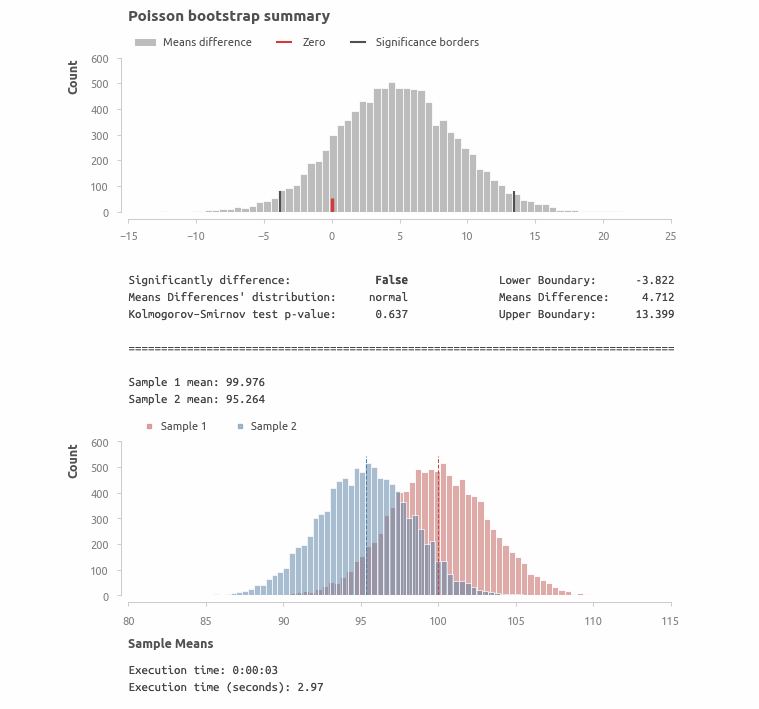 Poisson bootstrap summary
Means difference Zero Significance borders
Count
600
500
400
300
200
100
0
−15 −10 −5 0 5 10 15 20 25
Significantly difference: False Lower Boundary: -3.822
Means Differences' distribution: normal Means Difference: 4.712
Kolmogorov–Smirnov test p-value: 0.637 Upper Boundary: 13.399
====================================================================================
Sample 1 mean: 99.976
Sample 2 mean: 95.264
Sample 1 Sample 2
Count
600
500
400
300
200
100
0
80 85 90 95 100 105 110 115
Sample Means
Execution time: 0:00:03
Execution time (seconds): 2.97